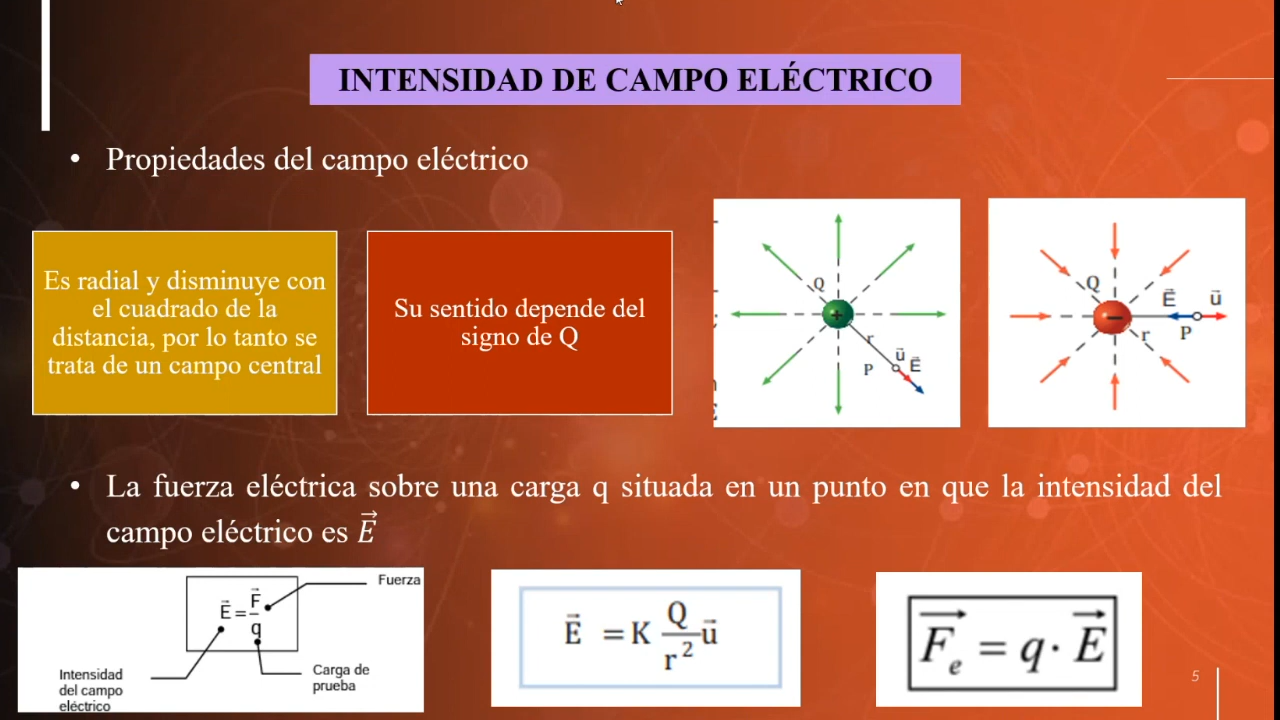 INTENSIDAD DE CAMPO ELÉCTRICO
• Propiedades del campo eléctrico
Es radial y disminuye con
el cuadrado de la
distancia, por lo tanto se
trata de un campo central
Su sentido depende del
signo de Q
Q
+
r
P
u⃗
E⃗
Q
−
r
E⃗
u⃗
P
• La fuerza eléctrica sobre una carga q situada en un punto en que la intensidad del
campo eléctrico es E⃗
Fuerza
E⃗ = F⃗ / q
Intensidad
del campo
eléctrico
Carga de
prueba
E⃗ = K Q / r² u⃗
F⃗ₑ = q · E⃗
5